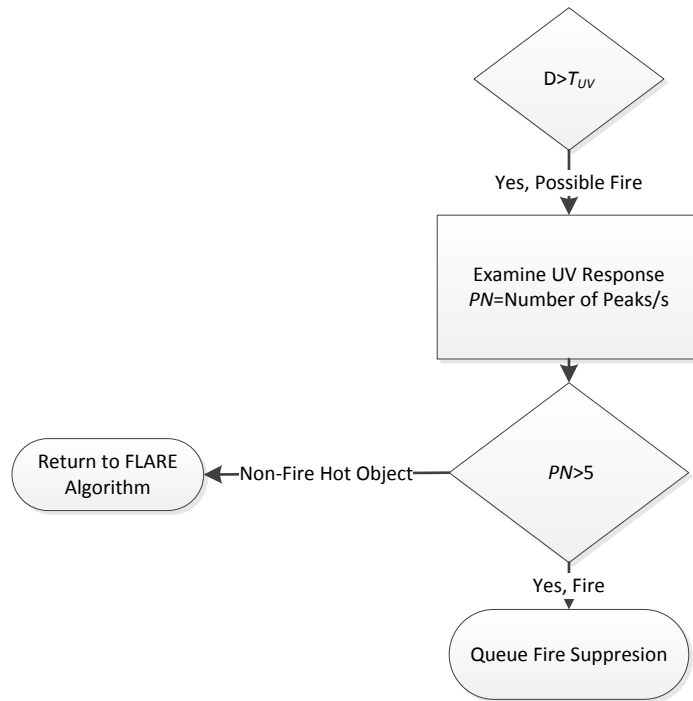 D>T_UV
Yes, Possible Fire
Examine UV Response
PN=Number of Peaks/s
PN>5
Non-Fire Hot Object
Return to FLARE
Algorithm
Yes, Fire
Queue Fire Suppresion